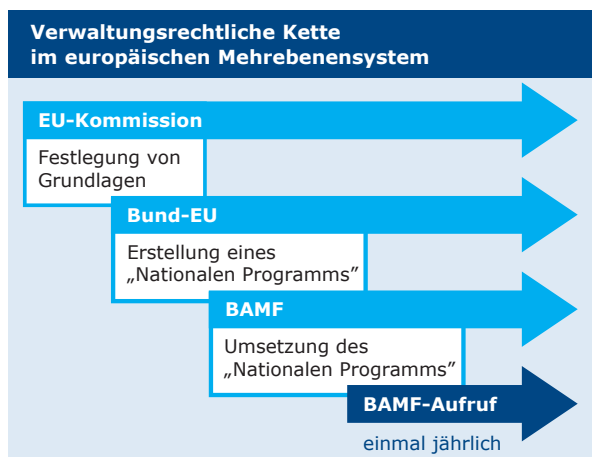 Verwaltungsrechtliche Kette
im europäischen Mehrebenensystem
EU-Kommission
Festlegung von
Grundlagen
Bund-EU
Erstellung eines
„Nationalen Programms”
BAMF
Umsetzung des
„Nationalen Programms”
BAMF-Aufruf
einmal jährlich